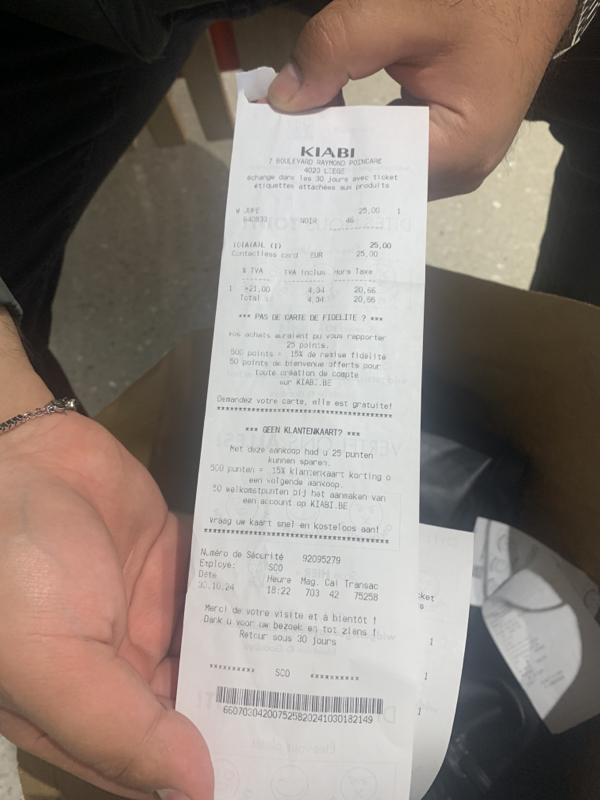 KIABI
7 BOULEVARD RAYMOND POINCARE
4020 LIEGE
échange dans les 30 jours avec ticket
étiquettes attachées aux produits
W JUPE 25,00 1
NOIR 46
TOTAL (1) 25,00
Contactless card EUR 25,00
% TVA TVA inclus Hors Taxe
1 *21,00 4,34 20,66
Total : 4,34 20,66
*** PAS DE CARTE DE FIDELITE ? ***
Vos achats auraient pu vous rapporter
25 points.
500 points = 15% de remise fidélité
50 points de bienvenue offerts pour
toute création de compte
sur KIABI.BE
Demandez votre carte, elle est gratuite!
*** GEEN KLANTENKAART? ***
Met deze aankoop had u 25 punten
kunnen sparen.
500 punten = 15% klantenkaart korting o
een volgende aankoop.
50 welkomstpunten bij het aanmaken van
een account op KIABI.BE
Vraag uw kaart snel en kosteloos aan!
Numéro de Sécurité 92095279
Employé: SCO
Date Heure Mag. Cai Transac
30.10.24 18:22 703 42 75258
Merci de votre visite et à bientôt !
Dank u voor uw bezoek en tot ziens !
Retour sous 30 jours
********* SCO *********
660703042007525820241030182149